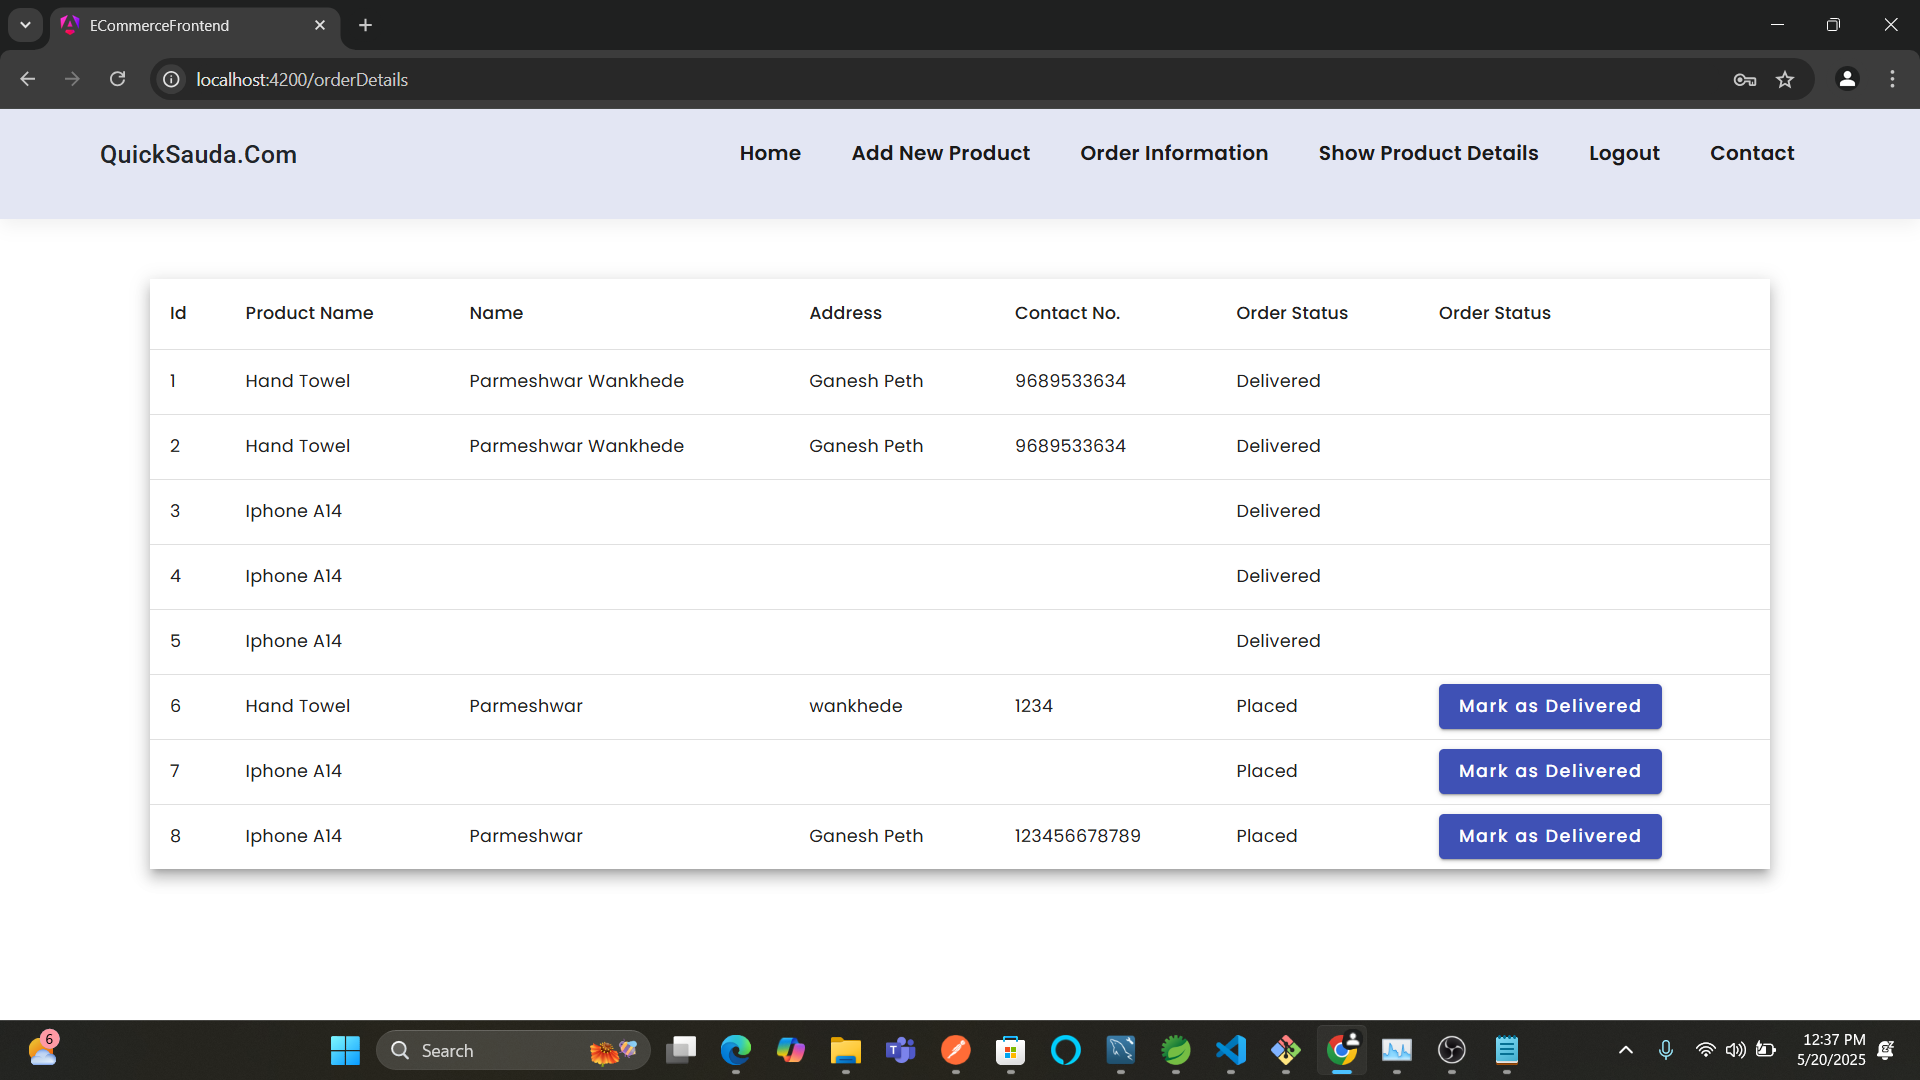 ECommerceFrontend
localhost:4200/orderDetails
QuickSauda.Com Home Add New Product Order Information Show Product Details Logout Contact
Id Product Name Name Address Contact No. Order Status Order Status
1 Hand Towel Parmeshwar Wankhede Ganesh Peth 9689533634 Delivered
2 Hand Towel Parmeshwar Wankhede Ganesh Peth 9689533634 Delivered
3 Iphone A14 Delivered
4 Iphone A14 Delivered
5 Iphone A14 Delivered
6 Hand Towel Parmeshwar wankhede 1234 Placed Mark as Delivered
7 Iphone A14 Placed Mark as Delivered
8 Iphone A14 Parmeshwar Ganesh Peth 123456678789 Placed Mark as Delivered
6 Search 12:37 PM
5/20/2025